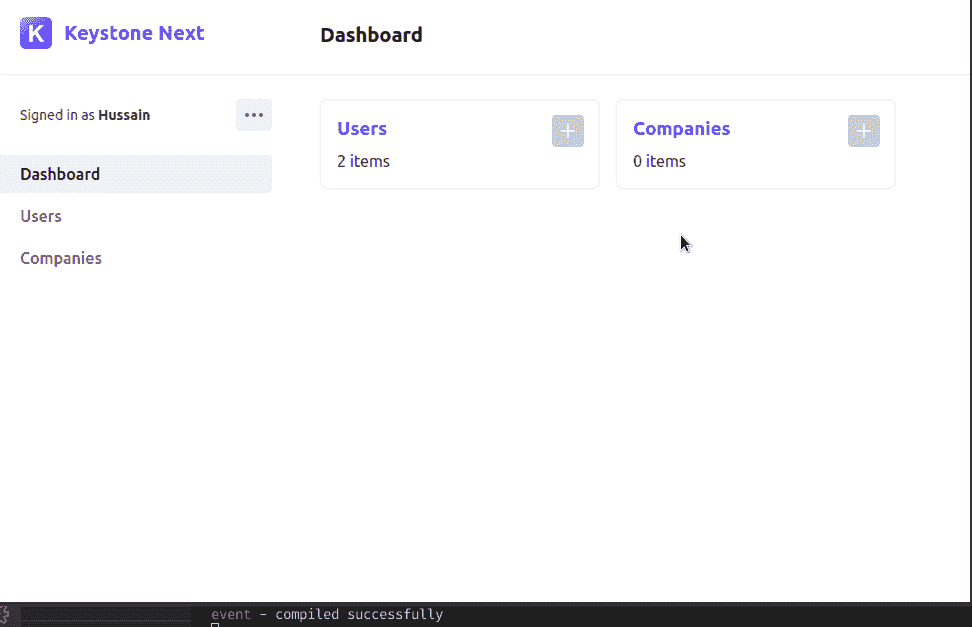 K Keystone Next
Dashboard
Signed in as Hussain
Dashboard
Users
Companies
Users
2 items
Companies
0 items
event - compiled successfully